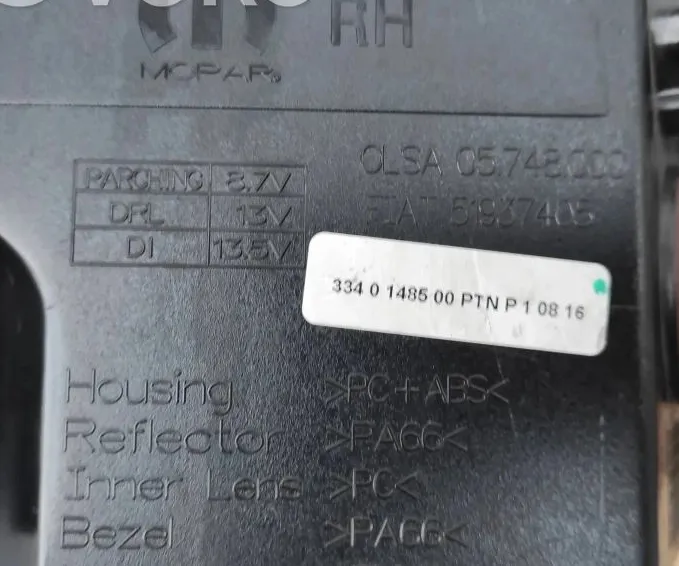 RH
MOPAR®
OLSA 05.748.000
PARCHING 8.7V
DRL 13V
FIAT 51937405
DI 13.5V
334 0 1485 00 PTN P 1 08 16
Housing >PC+ABS<
Reflector >PA66<
Inner Lens >PC<
Bezel >PA66<